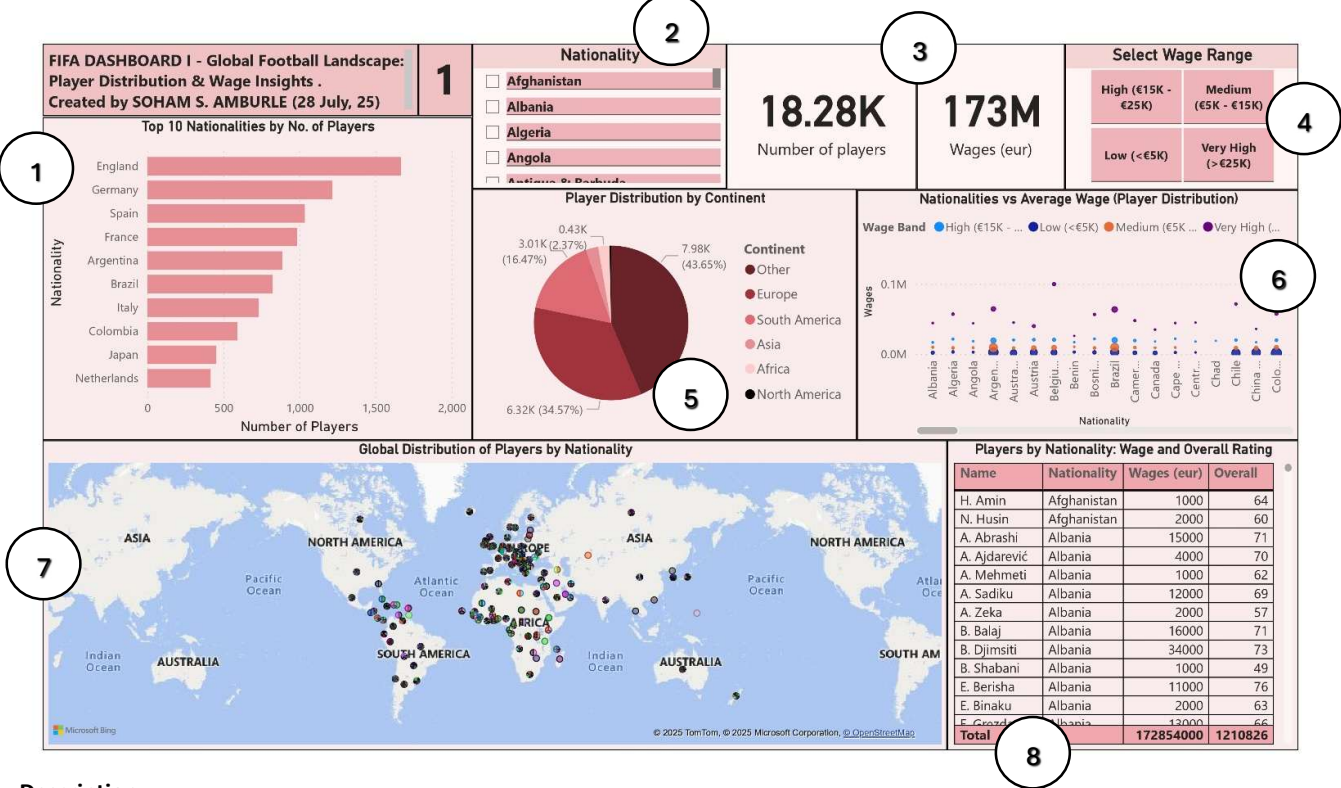 2
3
FIFA DASHBOARD I - Global Football Landscape:
Player Distribution & Wage Insights .
Created by SOHAM S. AMBURLE (28 July, 25)
1
Nationality
Afghanistan
Albania
Algeria
Angola
Antigua & Barbuda
18.28K
Number of players
173M
Wages (eur)
Select Wage Range
High (€15K -
€25K)
Medium
(€5K - €15K)
Low (<€5K)
Very High
(>€25K)
4
1
Top 10 Nationalities by No. of Players
Nationality
England
Germany
Spain
France
Argentina
Brazil
Italy
Colombia
Japan
Netherlands
0
500
1,000
1,500
2,000
Number of Players
Player Distribution by Continent
0.43K
(2.37%)
3.01K
(16.47%)
7.98K
(43.65%)
6.32K (34.57%)
Continent
Other
Europe
South America
Asia
Africa
North America
5
Nationalities vs Average Wage (Player Distribution)
Wage Band
High (€15K - ...
Low (<€5K)
Medium (€5K ...
Very High (...
6
Wages
0.1M
0.0M
Albania
Algeria
Angola
Argen...
Austra...
Austria
Belgiu...
Benin
Bosni...
Brazil
Camer...
Canada
Cape ...
Centr...
Chad
Chile
China ...
Colo...
Nationality
Global Distribution of Players by Nationality
7
ASIA
NORTH AMERICA
EUROPE
ASIA
NORTH AMERICA
Pacific
Ocean
Atlantic
Ocean
Pacific
Ocean
Atlan
Oce
AFRICA
Indian
Ocean
AUSTRALIA
SOUTH AMERICA
Indian
Ocean
AUSTRALIA
SOUTH AM
Microsoft Bing
© 2025 TomTom, © 2025 Microsoft Corporation, © OpenStreetMap
Players by Nationality: Wage and Overall Rating
Name Nationality Wages (eur) Overall
H. Amin Afghanistan 1000 64
N. Husin Afghanistan 2000 60
A. Abrashi Albania 15000 71
A. Ajdarević Albania 4000 70
A. Mehmeti Albania 1000 62
A. Sadiku Albania 12000 69
A. Zeka Albania 2000 57
B. Balaj Albania 16000 71
B. Djimsiti Albania 34000 73
B. Shabani Albania 1000 49
E. Berisha Albania 11000 76
E. Binaku Albania 2000 63
Albania 13000 66
Total 172854000 1210826
8